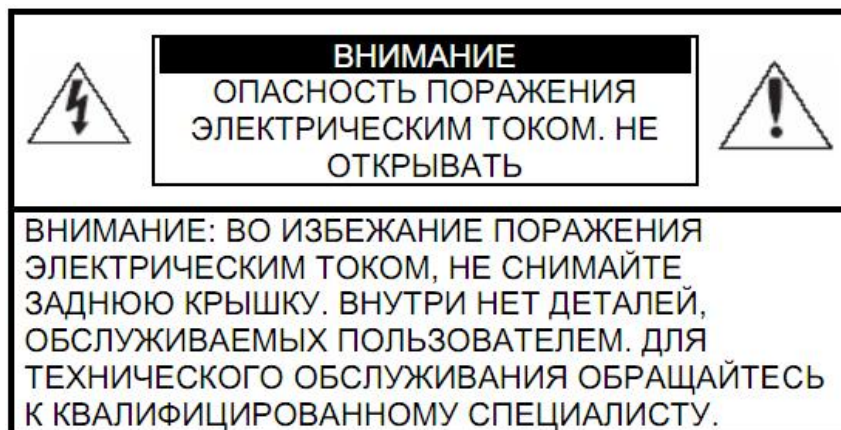 ВНИМАНИЕ
ОПАСНОСТЬ ПОРАЖЕНИЯ
ЭЛЕКТРИЧЕСКИМ ТОКОМ. НЕ
ОТКРЫВАТЬ
ВНИМАНИЕ: ВО ИЗБЕЖАНИЕ ПОРАЖЕНИЯ
ЭЛЕКТРИЧЕСКИМ ТОКОМ, НЕ СНИМАЙТЕ
ЗАДНЮЮ КРЫШКУ. ВНУТРИ НЕТ ДЕТАЛЕЙ,
ОБСЛУЖИВАЕМЫХ ПОЛЬЗОВАТЕЛЕМ. ДЛЯ
ТЕХНИЧЕСКОГО ОБСЛУЖИВАНИЯ ОБРАЩАЙТЕСЬ
К КВАЛИФИЦИРОВАННОМУ СПЕЦИАЛИСТУ.